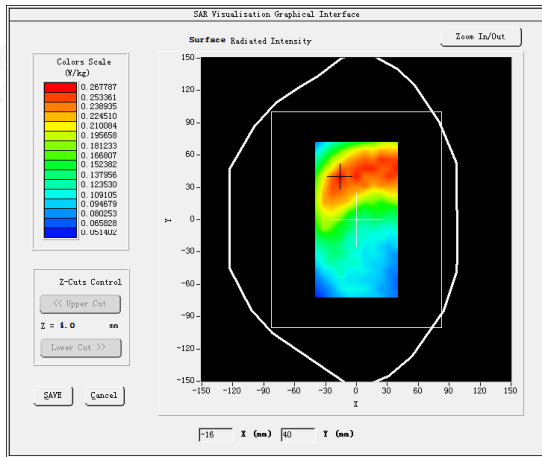 SAR Visualisation Graphical Interface
Surface Radiated Intensity
Zoom In/Out
Colors Scale
(W/kg)
0.267787
0.253361
0.238935
0.224510
0.210084
0.195658
0.181233
0.166807
0.152382
0.37956
0.123530
0.109105
0.094679
0.080253
0.065828
0.051402
150
120
90
60
30
0
-30
-60
-90
-120
-150
Y
-150 -120 -90 -60 -30 0 30 60 90 120 150
X
Z-Cuts Control
<< Upper Cut
Z = 4.0 mm
Lower Cut >>
SAVE Cancel
-16 X (mm) 40 Y (mm)